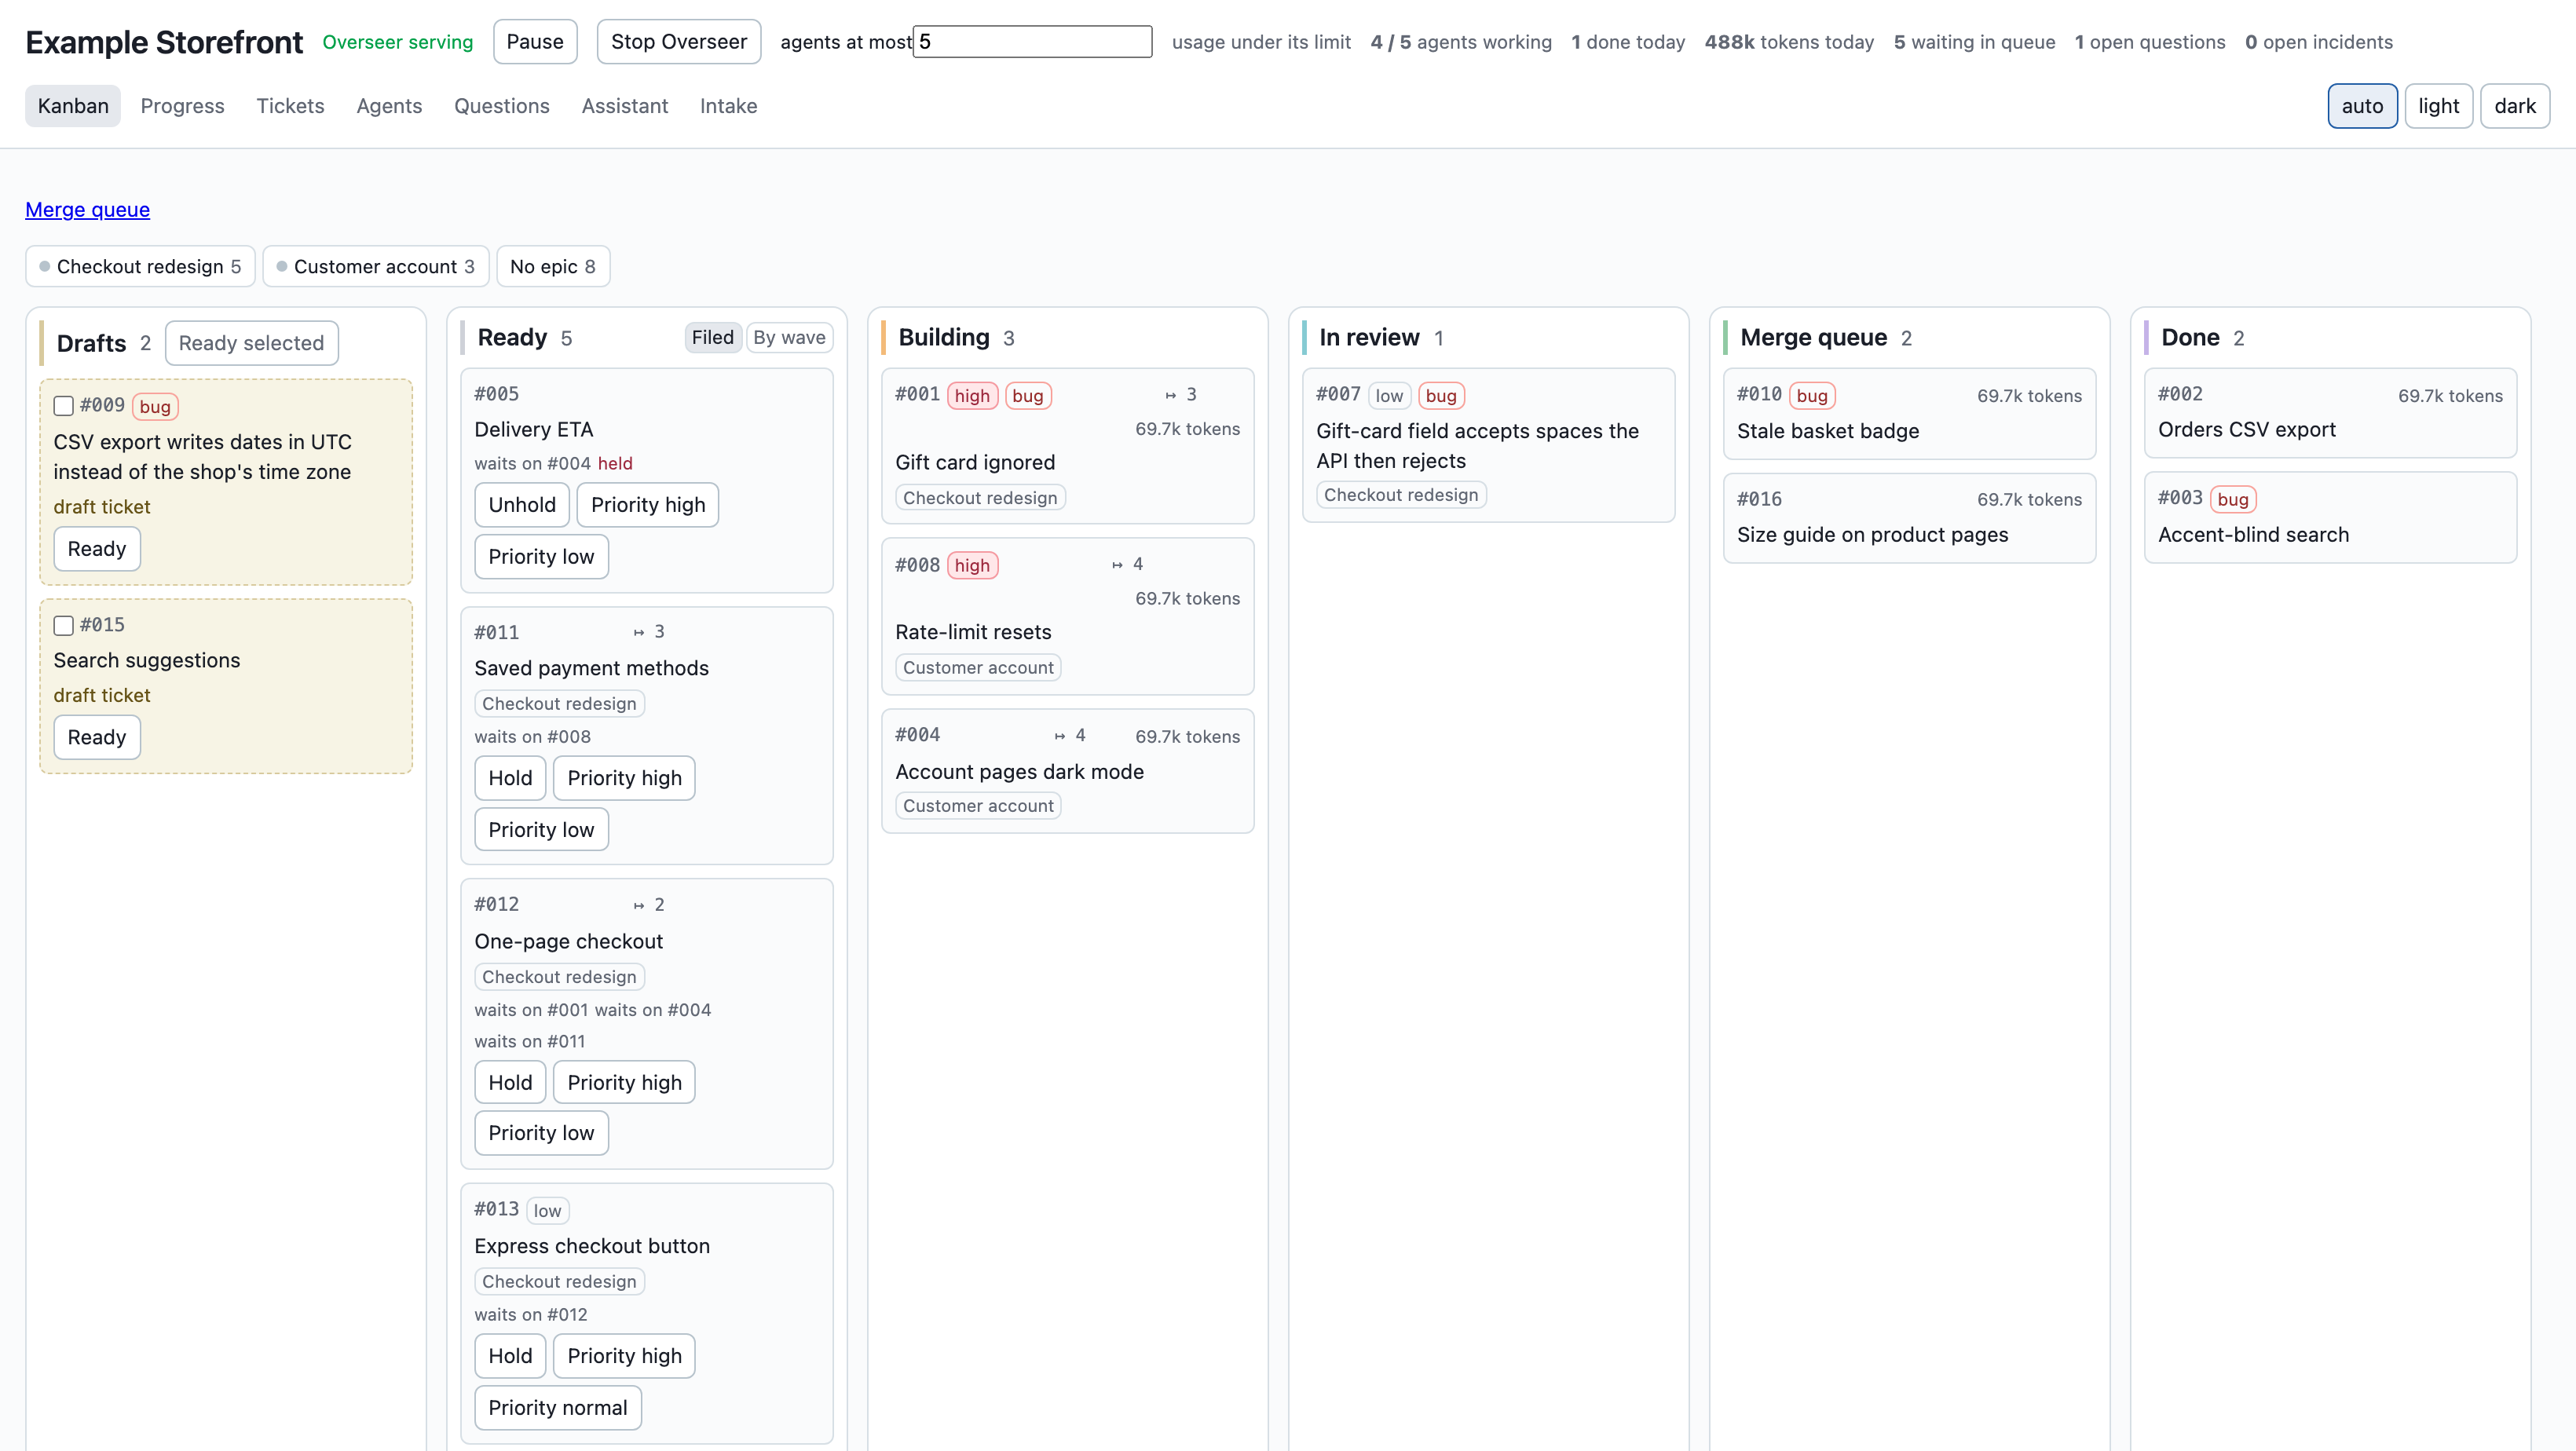 Example Storefront Overseer serving Pause Stop Overseer agents at most 5 usage under its limit 4 / 5 agents working 1 done today 488k tokens today 5 waiting in queue 1 open questions 0 open incidents
Kanban Progress Tickets Agents Questions Assistant Intake auto light dark
Merge queue
Checkout redesign 5 Customer account 3 No epic 8
Drafts 2 Ready selected
#009 bug
CSV export writes dates in UTC
instead of the shop's time zone
draft ticket
Ready
#015
Search suggestions
draft ticket
Ready
Ready 5 Filed By wave
#005
Delivery ETA
waits on #004 held
Unhold Priority high
Priority low
#011 ↦ 3
Saved payment methods
Checkout redesign
waits on #008
Hold Priority high
Priority low
#012 ↦ 2
One-page checkout
Checkout redesign
waits on #001 waits on #004
waits on #011
Hold Priority high
Priority low
#013 low
Express checkout button
Checkout redesign
waits on #012
Hold Priority high
Priority normal
Building 3
#001 high bug ↦ 3
69.7k tokens
Gift card ignored
Checkout redesign
#008 high ↦ 4
69.7k tokens
Rate-limit resets
Customer account
#004 ↦ 4 69.7k tokens
Account pages dark mode
Customer account
In review 1
#007 low bug
Gift-card field accepts spaces the
API then rejects
Checkout redesign
Merge queue 2
#010 bug 69.7k tokens
Stale basket badge
#016 69.7k tokens
Size guide on product pages
Done 2
#002 69.7k tokens
Orders CSV export
#003 bug
Accent-blind search